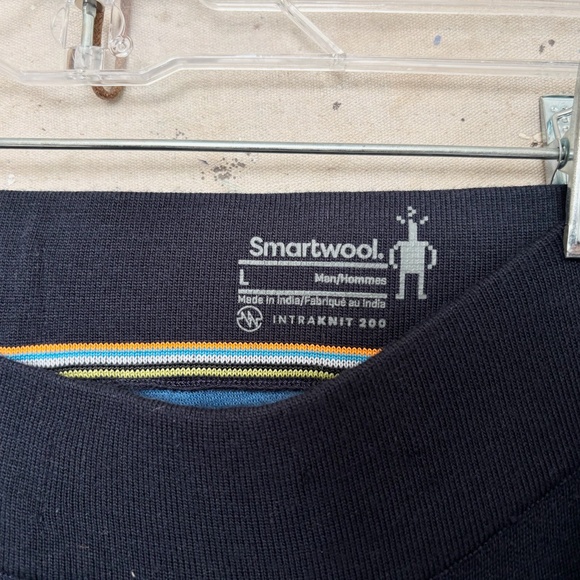 Smartwool.
L Men/Hommes
Made in India/Fabriqué au India
INTRAKNIT 200